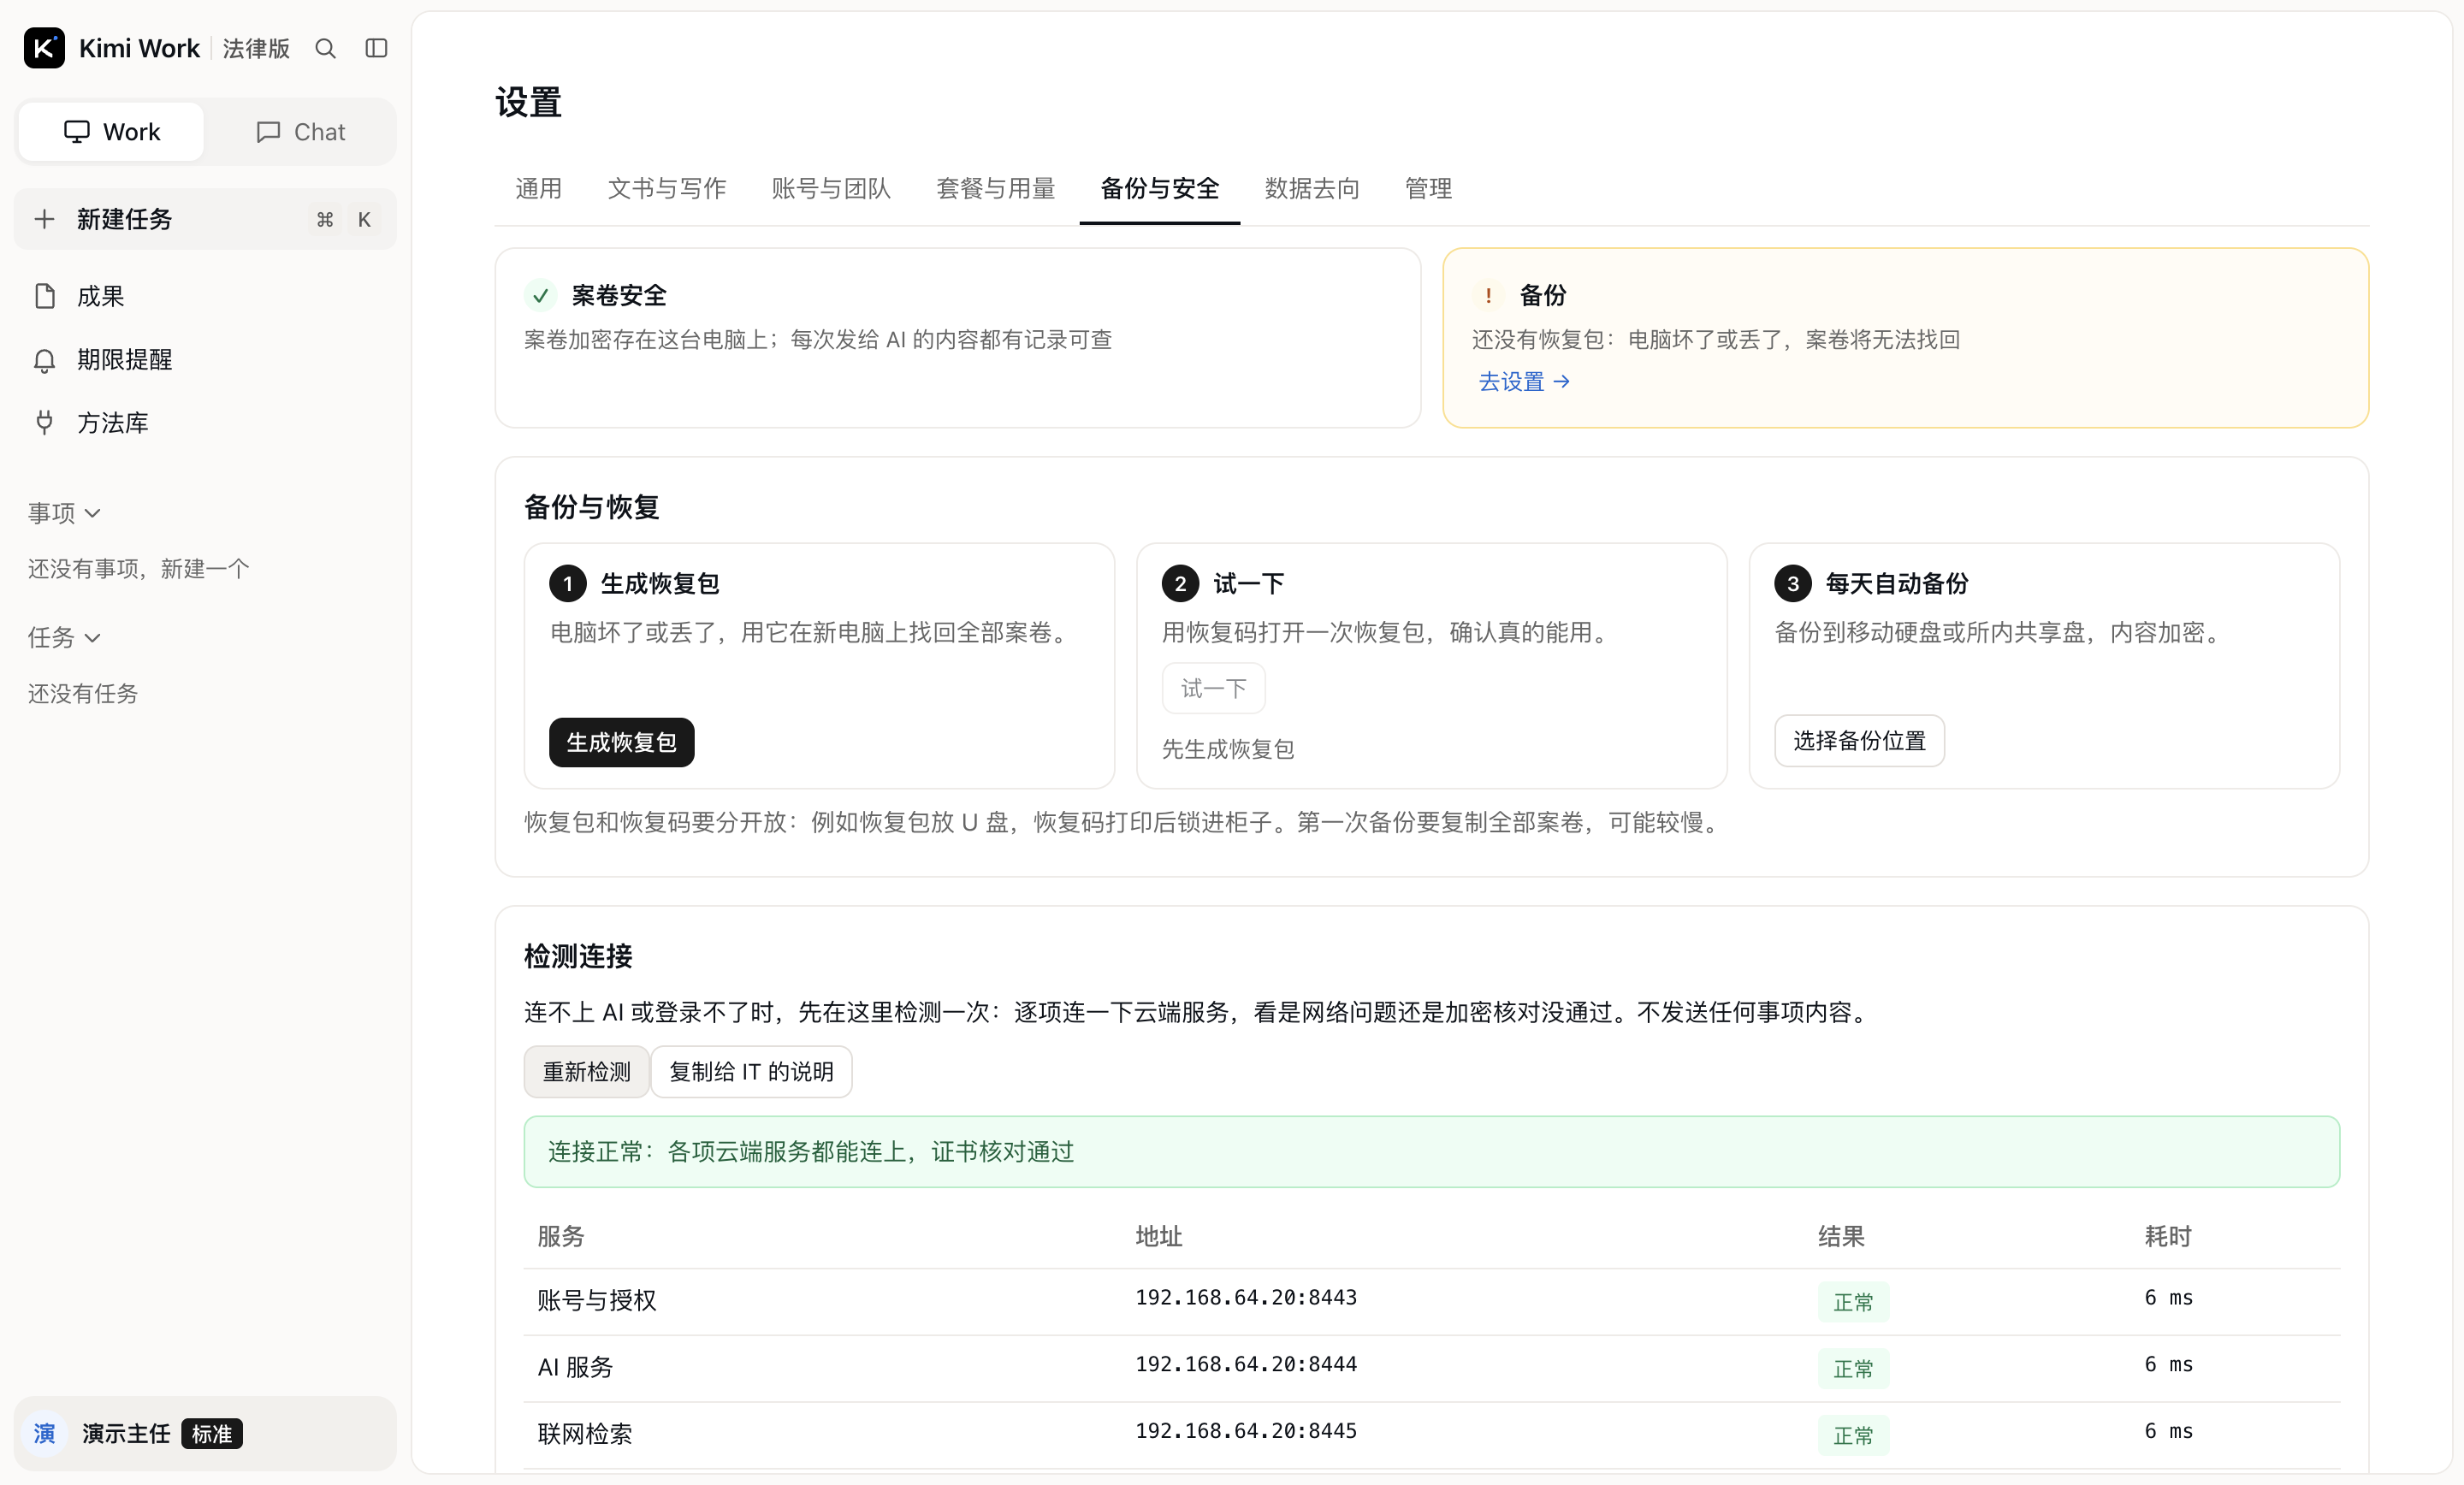 Kimi Work 法律版
Work Chat
新建任务 ⌘ K
成果
期限提醒
方法库
事项
还没有事项，新建一个
任务
还没有任务
演 演示主任 标准
设置
通用 文书与写作 账号与团队 套餐与用量 备份与安全 数据去向 管理
案卷安全
案卷加密存在这台电脑上；每次发给 AI 的内容都有记录可查
! 备份
还没有恢复包：电脑坏了或丢了，案卷将无法找回
去设置 →
备份与恢复
1 生成恢复包
电脑坏了或丢了，用它在新电脑上找回全部案卷。
生成恢复包
2 试一下
用恢复码打开一次恢复包，确认真的能用。
试一下
先生成恢复包
3 每天自动备份
备份到移动硬盘或所内共享盘，内容加密。
选择备份位置
恢复包和恢复码要分开放：例如恢复包放 U 盘，恢复码打印后锁进柜子。第一次备份要复制全部案卷，可能较慢。
检测连接
连不上 AI 或登录不了时，先在这里检测一次：逐项连一下云端服务，看是网络问题还是加密核对没通过。不发送任何事项内容。
重新检测 复制给 IT 的说明
连接正常：各项云端服务都能连上，证书核对通过
服务 地址 结果 耗时
账号与授权 192.168.64.20:8443 正常 6 ms
AI 服务 192.168.64.20:8444 正常 6 ms
联网检索 192.168.64.20:8445 正常 6 ms